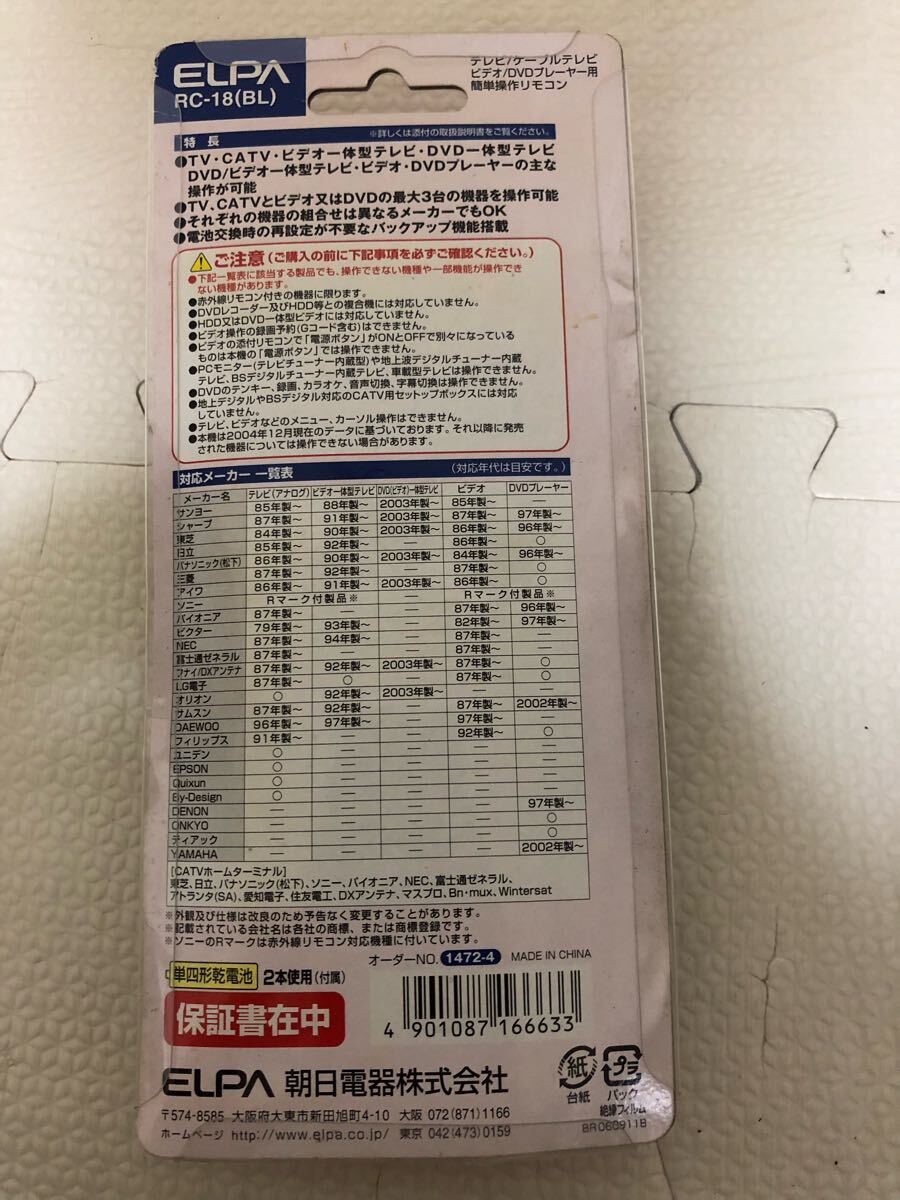 ELPA
RC-18(BL)
テレビ/ケーブルテレビ
ビデオ/DVDプレーヤー用
簡単操作リモコン
特 長
※詳しくは添付の取扱説明書をご覧ください。
●TV・CATV・ビデオ一体型テレビ・DVD一体型テレビ
DVD/ビデオ一体型テレビ・ビデオ・DVDプレーヤーの主な
操作が可能
●TV、CATVとビデオ又はDVDの最大3台の機器を操作可能
●それぞれの機器の組合せは異なるメーカーでもOK
●電池交換時の再設定が不要なバックアップ機能搭載
ご注意(ご購入の前に下記事項を必ずご確認ください。)
●下記一覧表に該当する製品でも、操作できない機種や一部機能が操作でき
ない機種があります。
●赤外線リモコン付きの機器に限ります。
●DVDレコーダー及びHDD等との複合機には対応していません。
●HDD又はDVD一体型ビデオには対応していません。
●ビデオ操作の録画予約(Gコード含む)はできません。
●ビデオの添付リモコンで「電源ボタン」がONとOFFで別々になっている
ものは本機の「電源ボタン」では操作できません。
●PCモニター(テレビチューナー内蔵型)や地上波デジタルチューナー内蔵
テレビ、BSデジタルチューナー内蔵テレビ、車載型テレビは操作できません。
●DVDのテンキー、録画、カラオケ、音声切換、字幕切換は操作できません。
●地上デジタルやBSデジタル対応のCATV用セットップボックスには対応
していません。
●テレビ、ビデオなどのメニュー、カーソル操作はできません。
●本機は2004年12月現在のデータに基づいております。それ以降に発売
された機器については操作できない場合があります。
対応メーカー 一覧表 (対応年代は目安です。)
メーカー名 テレビ(アナログ) ビデオ一体型テレビ DVD(ビデオ)一体型テレビ ビデオ DVDプレーヤー
サンヨー 85年製〜 88年製〜 2003年製〜 85年製〜 —
シャープ 87年製〜 91年製〜 2003年製〜 87年製〜 97年製〜
東芝 84年製〜 90年製〜 2003年製〜 86年製〜 96年製〜
日立 85年製〜 92年製〜 — 86年製〜 ○
パナソニック(松下) 86年製〜 90年製〜 2003年製〜 84年製〜 96年製〜
三菱 87年製〜 92年製〜 — 87年製〜 ○
アイワ 86年製〜 91年製〜 2003年製〜 86年製〜 ○
ソニー Rマーク付製品※ — Rマーク付製品※
パイオニア 87年製〜 — — 87年製〜 96年製〜
ビクター 79年製〜 93年製〜 — 82年製〜 97年製〜
NEC 87年製〜 94年製〜 — 87年製〜 —
富士通ゼネラル 87年製〜 — — 87年製〜 —
フナイ/DXアンテナ 87年製〜 92年製〜 2003年製〜 87年製〜 ○
LG電子 87年製〜 ○ — 87年製〜 ○
オリオン ○ 92年製〜 2003年製〜 — —
サムスン 87年製〜 92年製〜 — 87年製〜 2002年製〜
DAEWOO 96年製〜 97年製〜 — 97年製〜 —
フィリップス 91年製〜 — — 92年製〜 ○
ユニデン ○ — — — —
EPSON ○ — — — —
Quixun ○ — — — —
By-Design ○ — — — —
DENON — — — — 97年製〜
ONKYO — — — — ○
ティアック — — — — ○
YAMAHA — — — — 2002年製〜
[CATVホームターミナル]
東芝、日立、パナソニック(松下)、ソニー、パイオニア、NEC、富士通ゼネラル、
アトランタ(SA)、愛知電子、住友電工、DXアンテナ、マスプロ、Bn・mux、Wintersat
※外観及び仕様は改良のため予告なく変更することがあります。
※記載されている会社名は各社の商標、または商標登録です。
※ソニーのRマークは赤外線リモコン対応機種に付いています。
オーダーNO. 1472-4 MADE IN CHINA
単四形乾電池 2本使用(付属)
保証書在中
4 901087 166633
ELPA 朝日電器株式会社
〒574-8585 大阪府大東市新田旭町4-10 大阪 072(871)1166
ホームページ http://www.elpa.co.jp/ 東京 042(473)0159
紙
台紙
プラ
パック
絶縁フィルム
BR060911B